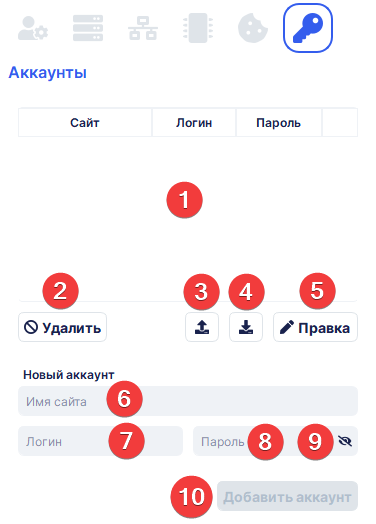 Аккаунты
Сайт Логин Пароль
1
2 3 4 5
Удалить Правка
Новый аккаунт
Имя сайта 6
Логин 7 Пароль 8 9
10 Добавить аккаунт